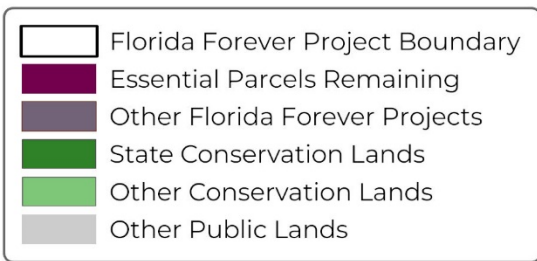 Florida Forever Project Boundary
Essential Parcels Remaining
Other Florida Forever Projects
State Conservation Lands
Other Conservation Lands
Other Public Lands